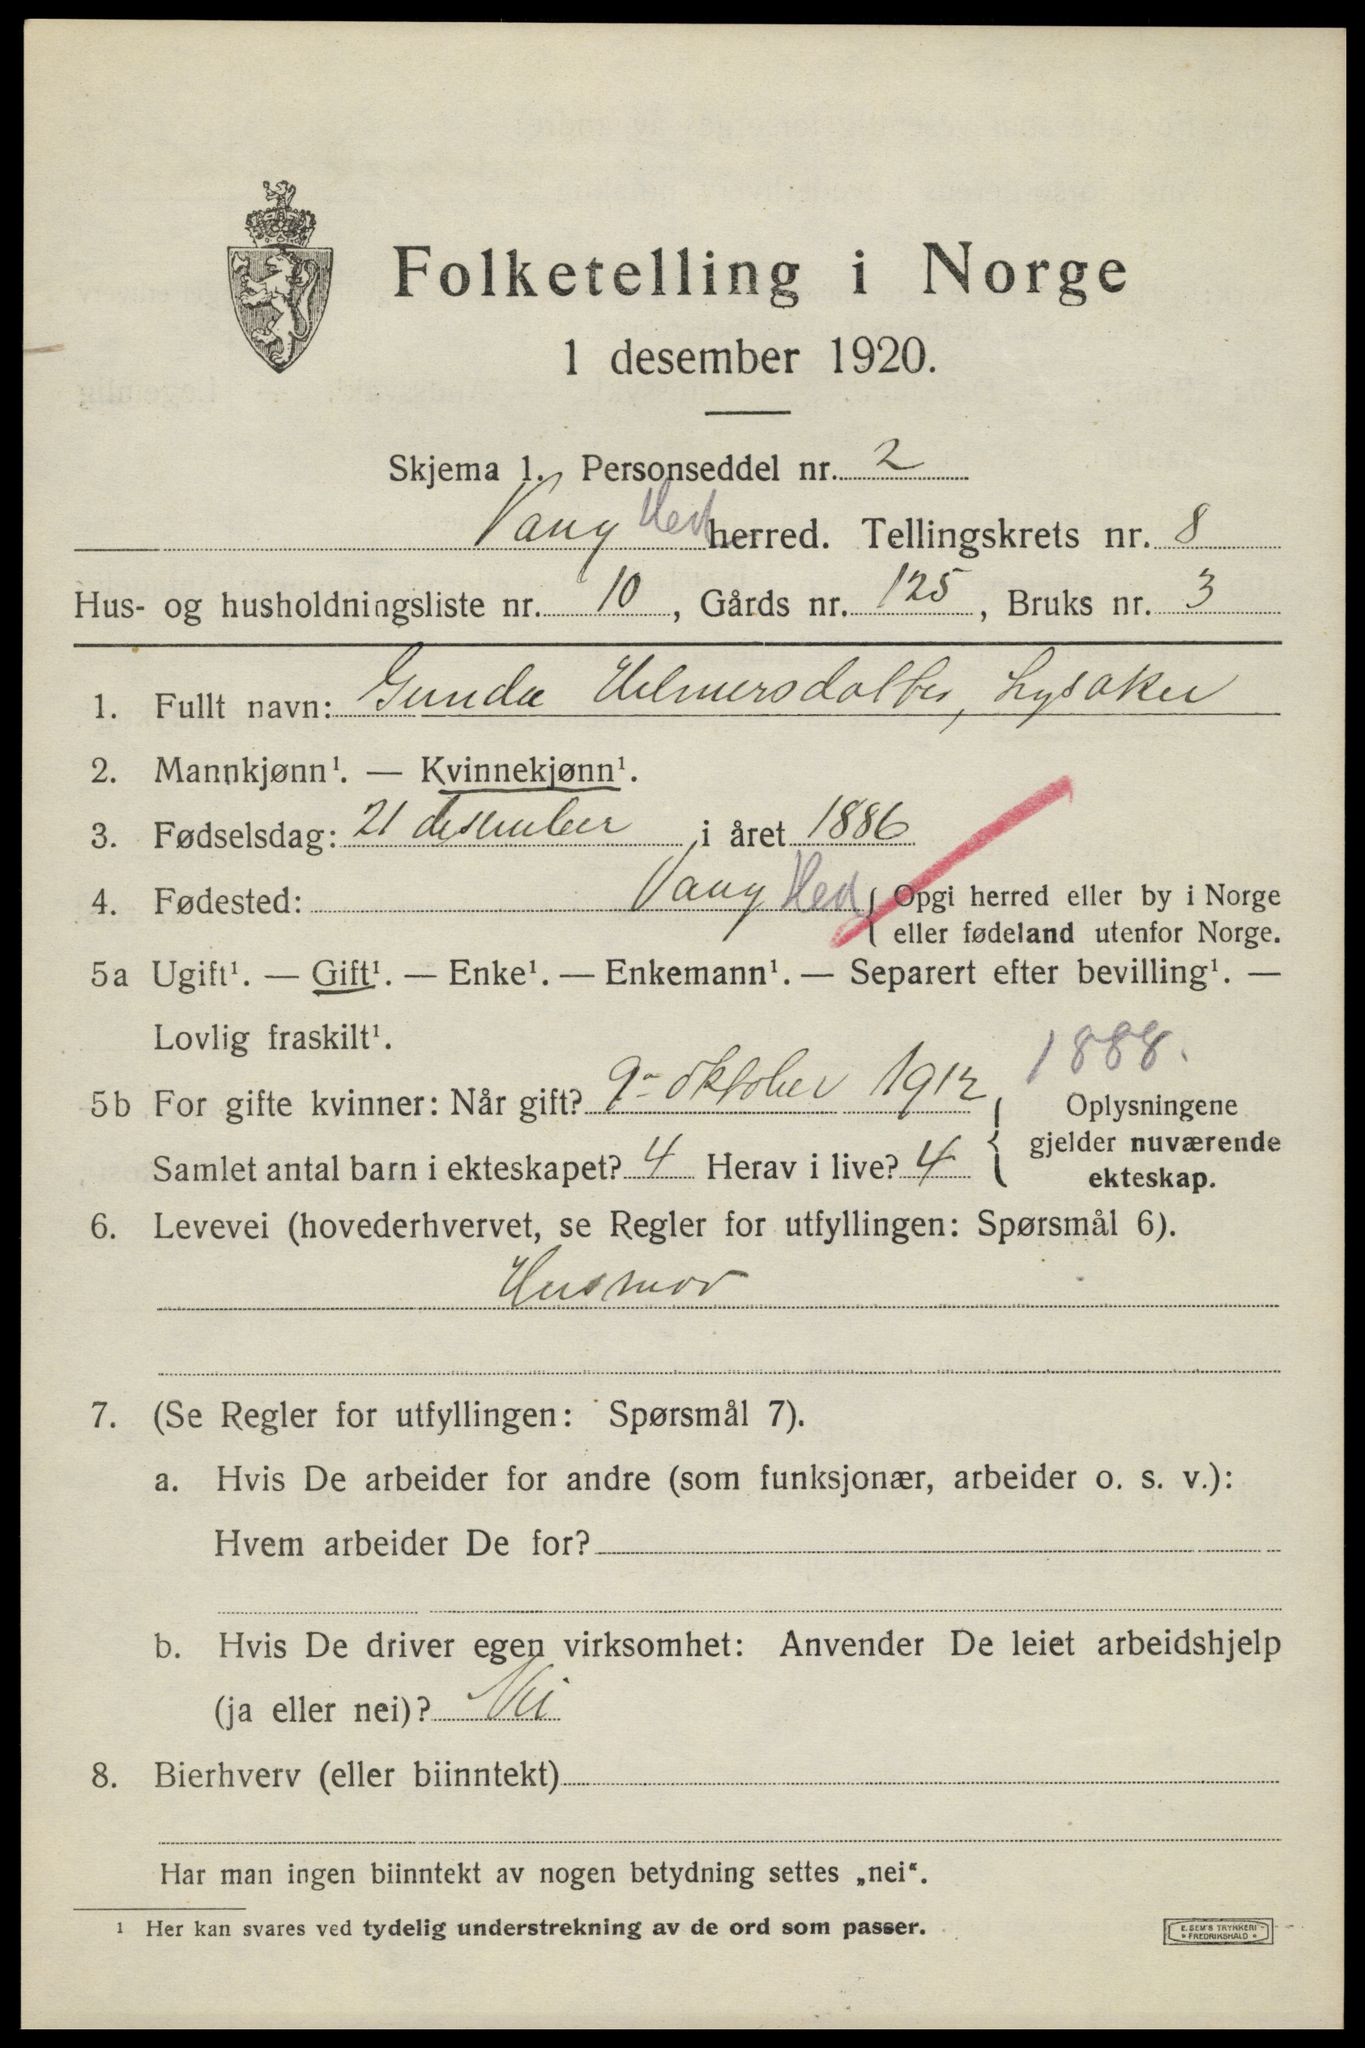 Folketelling i Norge
1 desember 1920.
Skjema 1. Personseddel nr. 2
Vang Hed herred. Tellingskrets nr. 8
Hus- og husholdningsliste nr. 10, Gårds nr. 125, Bruks nr. 3
1. Fullt navn: Gunda Lysaker
2. Mannkjønn¹. — Kvinnekjønn¹.
3. Fødselsdag: 21 desember i året 1886
4. Fødested: Vang Hed { Opgi herred eller by i Norge
eller fødeland utenfor Norge.
5a Ugift¹. — Gift¹. — Enke¹. — Enkemann¹. — Separert efter bevilling¹. —
Lovlig fraskilt¹.
1888.
5b For gifte kvinner: Når gift? 9- oktober 1912 { Oplysningene
gjelder nuværende
Samlet antal barn i ekteskapet? 4 Herav i live? 4
ekteskap.
6. Levevei (hovederhvervet, se Regler for utfyllingen: Spørsmål 6).
Husmor
7. (Se Regler for utfyllingen: Spørsmål 7).
a. Hvis De arbeider for andre (som funksjonær, arbeider o. s. v.):
Hvem arbeider De for?
b. Hvis De driver egen virksomhet: Anvender De leiet arbeidshjelp
(ja eller nei)? Nei
8. Bierhverv (eller biinntekt)
Har man ingen biinntekt av nogen betydning settes „nei“.
¹ Her kan svares ved tydelig understrekning av de ord som passer.
E. SEM'S TRYKKERI
FREDRIKSHALD